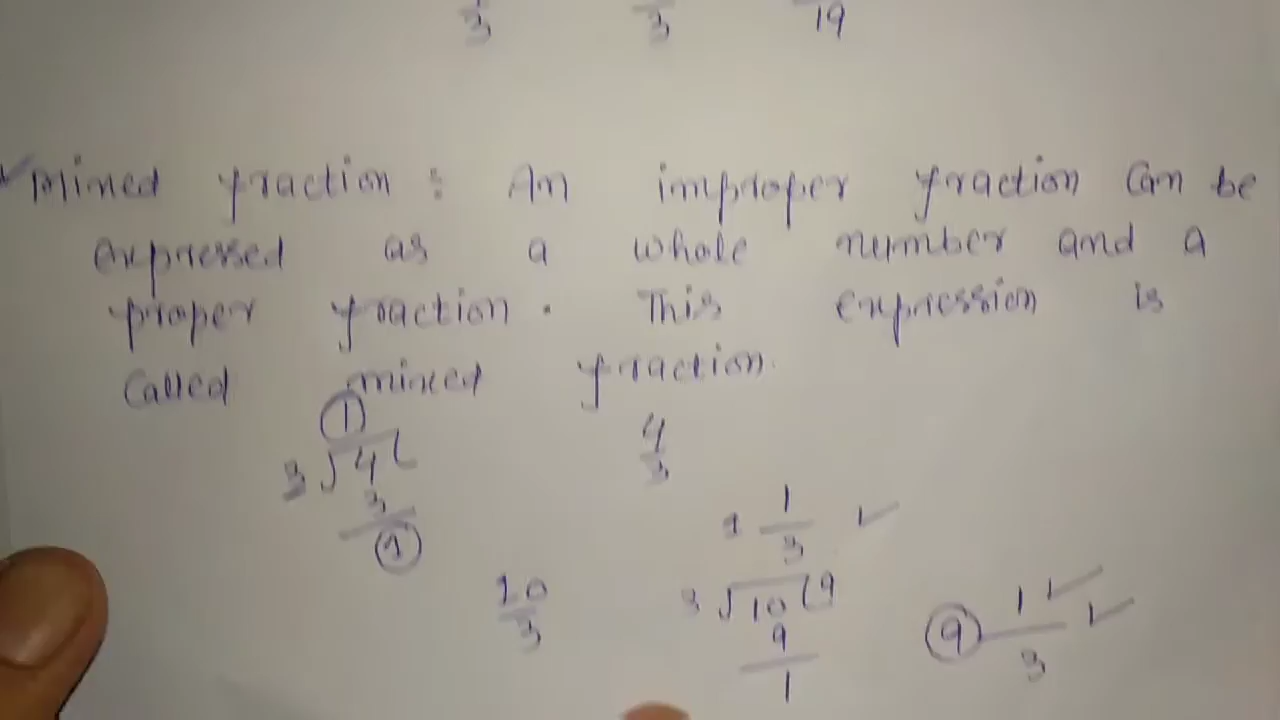 3 3 19
Mixed fraction : An improper fraction can be
expressed as a whole number and a
proper fraction. This expression is
called mixed fraction.
1
3 √4( 4/3
3
1
1 1/3 ✓
10/3 3 √10(9 9 1/3 ✓ ✓
9
1